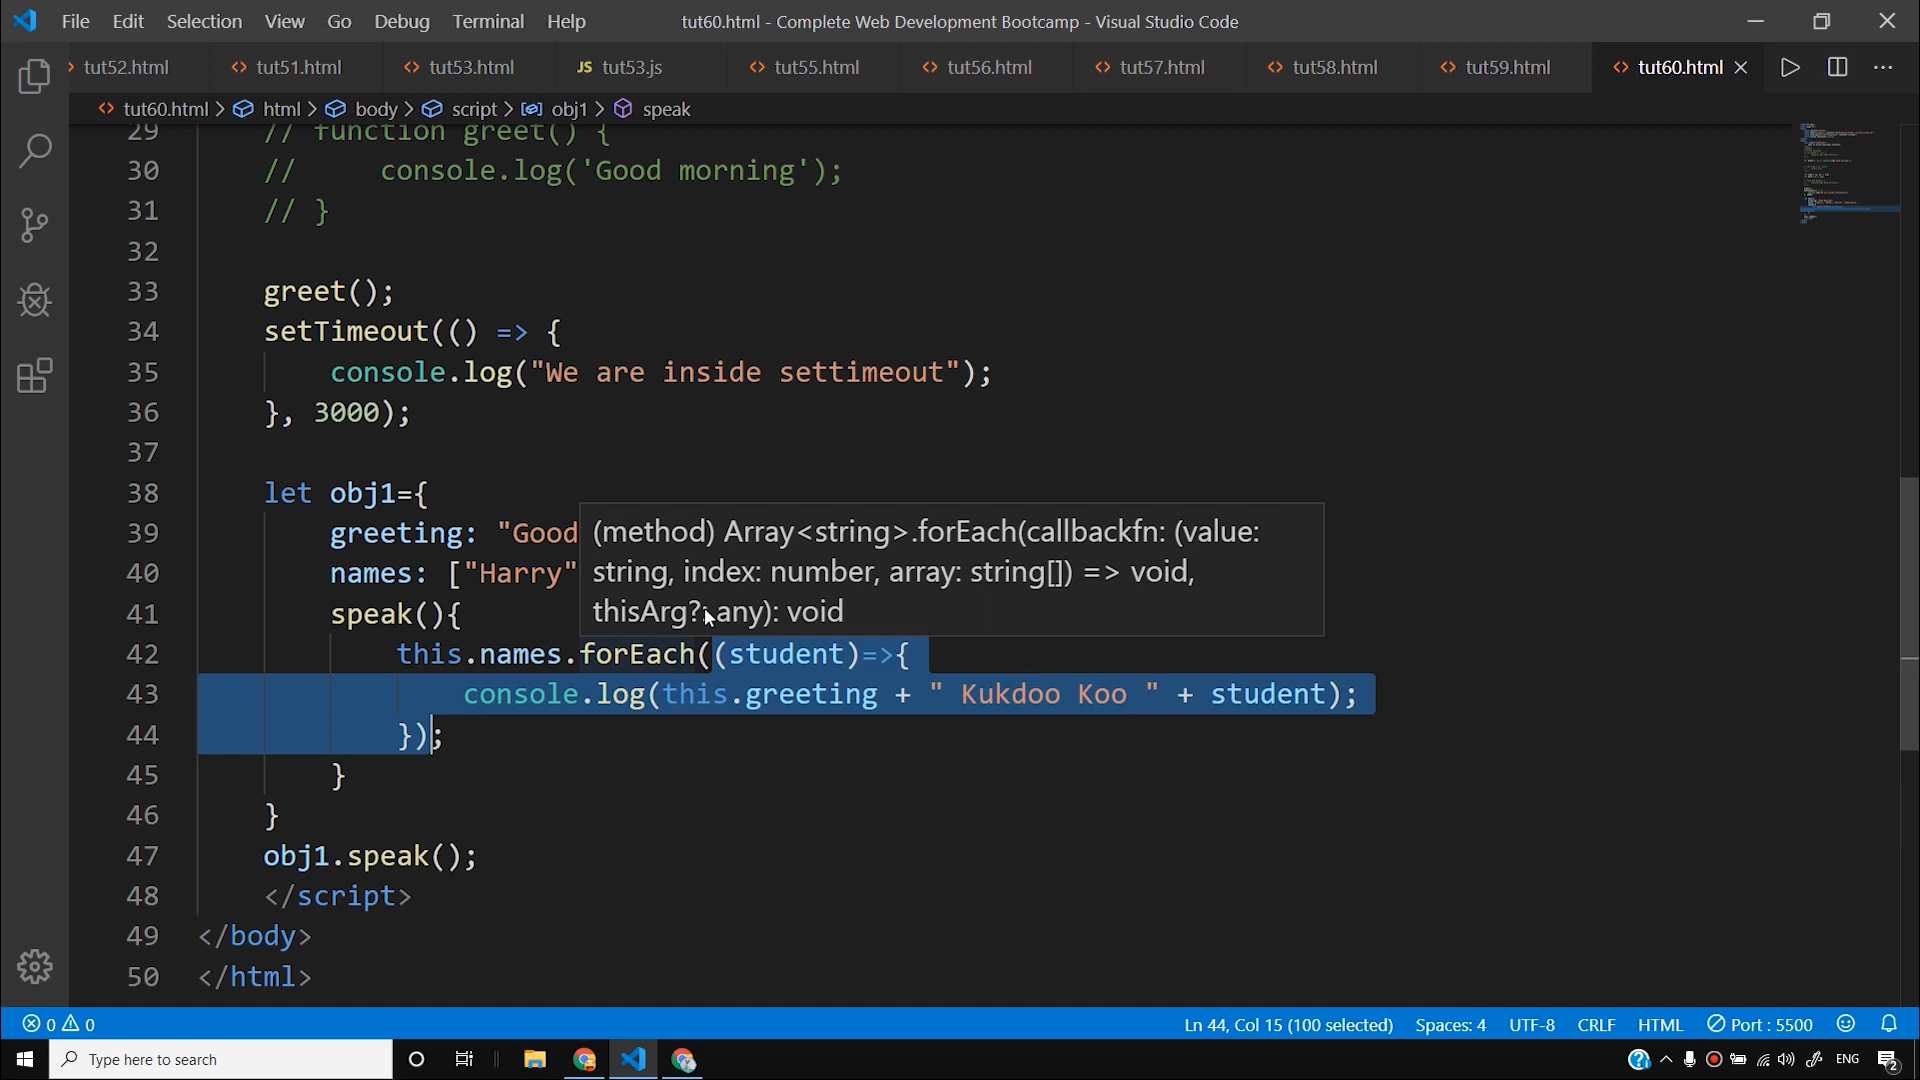 File Edit Selection View Go Debug Terminal Help tut60.html - Complete Web Development Bootcamp - Visual Studio Code
tut52.html tut51.html tut53.html JS tut53.js tut55.html tut56.html tut57.html tut58.html tut59.html tut60.html
tut60.html > html > body > script > obj1 > speak
29 // function greet() {
30 // console.log('Good morning');
31 // }
32
33 greet();
34 setTimeout(() => {
35 console.log("We are inside settimeout");
36 }, 3000);
37
38 let obj1={
39 greeting: "Good
40 names: ["Harry"
(method) Array<string>.forEach(callbackfn: (value:
string, index: number, array: string[]) => void,
thisArg?: any): void
41 speak(){
42 this.names.forEach((student)=>{
43 console.log(this.greeting + " Kukdoo Koo " + student);
44 });
45 }
46 }
47 obj1.speak();
48 </script>
49 </body>
50 </html>
0 0 Ln 44, Col 15 (100 selected) Spaces: 4 UTF-8 CRLF HTML Port : 5500
Type here to search ENG 2